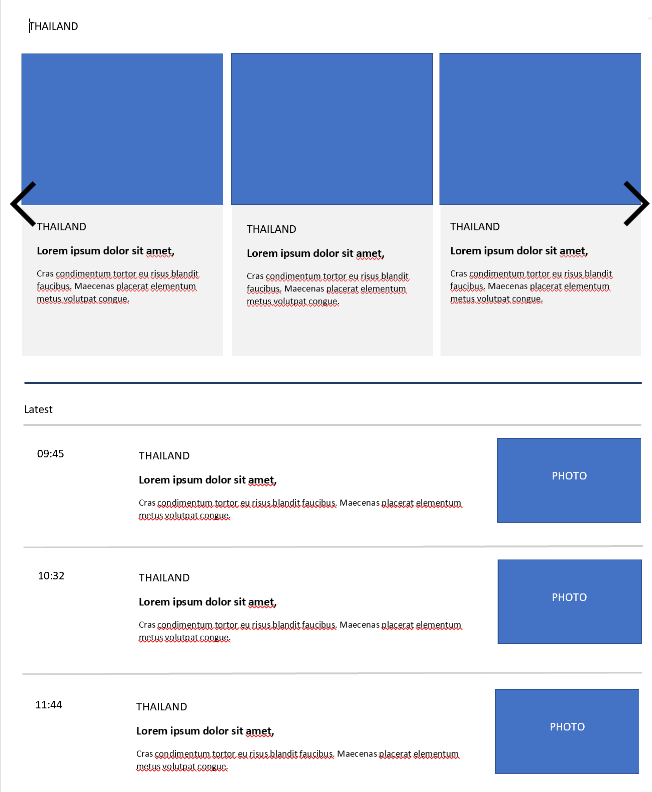 THAILAND
THAILAND
Lorem ipsum dolor sit amet,
Cras condimentum tortor eu risus blandit
faucibus. Maecenas placerat elementum
metus volutpat congue.
THAILAND
Lorem ipsum dolor sit amet,
Cras condimentum tortor eu risus blandit
faucibus. Maecenas placerat elementum
metus volutpat congue.
THAILAND
Lorem ipsum dolor sit amet,
Cras condimentum tortor eu risus blandit
faucibus. Maecenas placerat elementum
metus volutpat congue.
Latest
09:45
THAILAND
Lorem ipsum dolor sit amet,
Cras condimentum tortor eu risus blandit faucibus. Maecenas placerat elementum
metus volutpat congue.
PHOTO
10:32
THAILAND
Lorem ipsum dolor sit amet,
Cras condimentum tortor eu risus blandit faucibus. Maecenas placerat elementum
metus volutpat congue.
PHOTO
11:44
THAILAND
Lorem ipsum dolor sit amet,
Cras condimentum tortor eu risus blandit faucibus. Maecenas placerat elementum
metus volutpat congue.
PHOTO